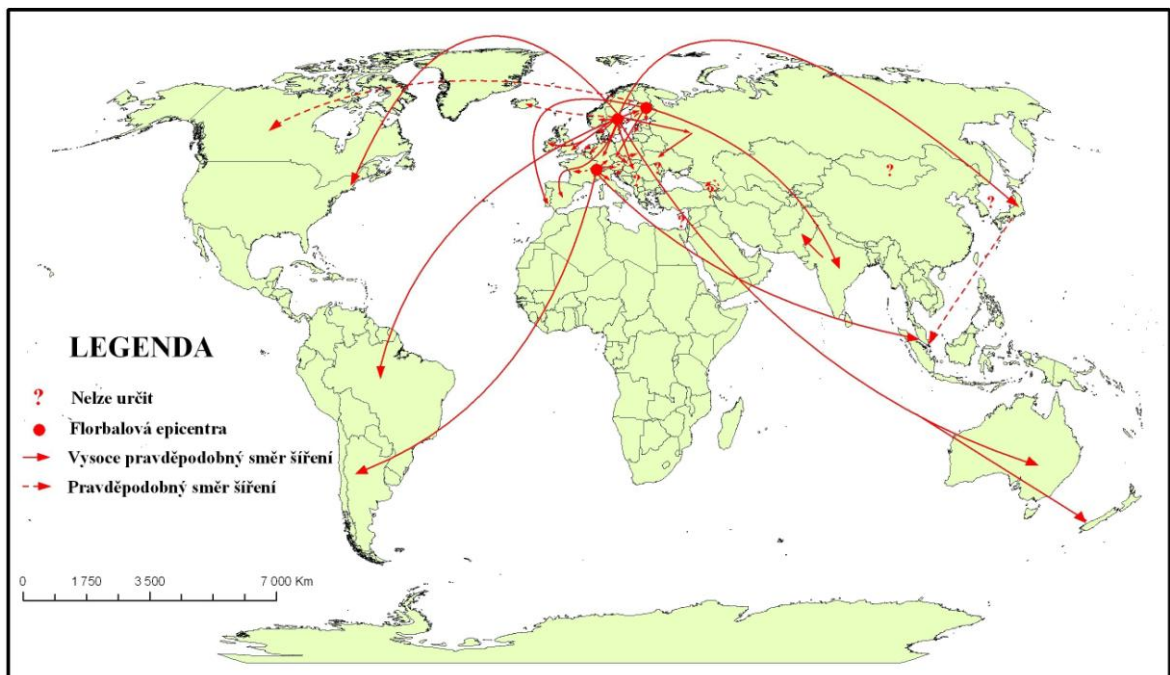 LEGENDA
? Nelze určit
Florbalová epicentra
Vysoce pravděpodobný směr šíření
Pravděpodobný směr šíření
0 1 750 3 500 7 000 Km
?
?
?
?
?
?